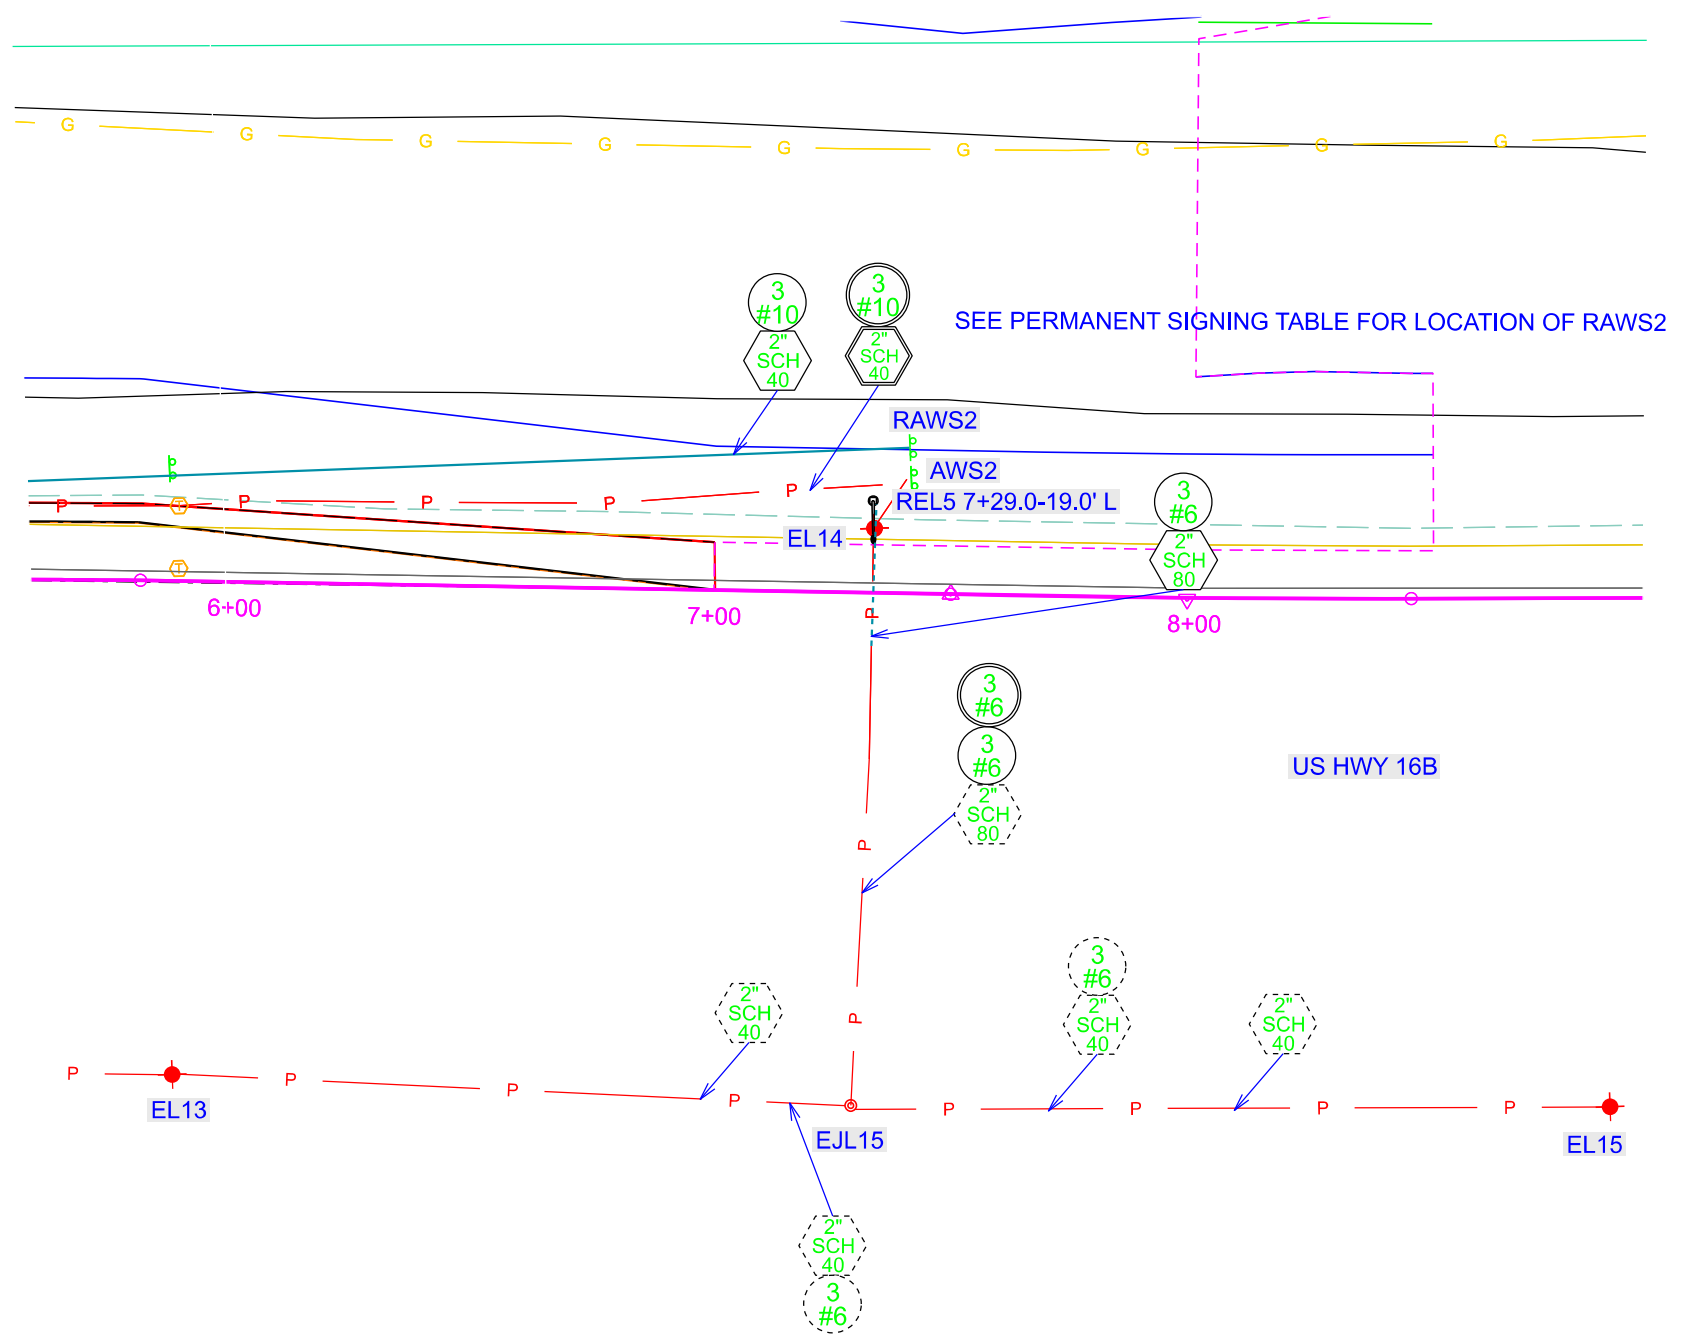 G G G G G G G G G
3
#10
3
#10
2"
SCH
40
2"
SCH
40
SEE PERMANENT SIGNING TABLE FOR LOCATION OF RAWS2
RAWS2
AWS2
REL5 7+29.0-19.0' L
P P P P P
T
EL14
3
#6
2"
SCH
80
T
6+00
7+00
8+00
P
3
#6
3
#6
2"
SCH
80
US HWY 16B
P
3
#6
2"
SCH
40
2"
SCH
40
2"
SCH
40
P
P P P P P P P P
EL13
EJL15
EL15
2"
SCH
40
3
#6